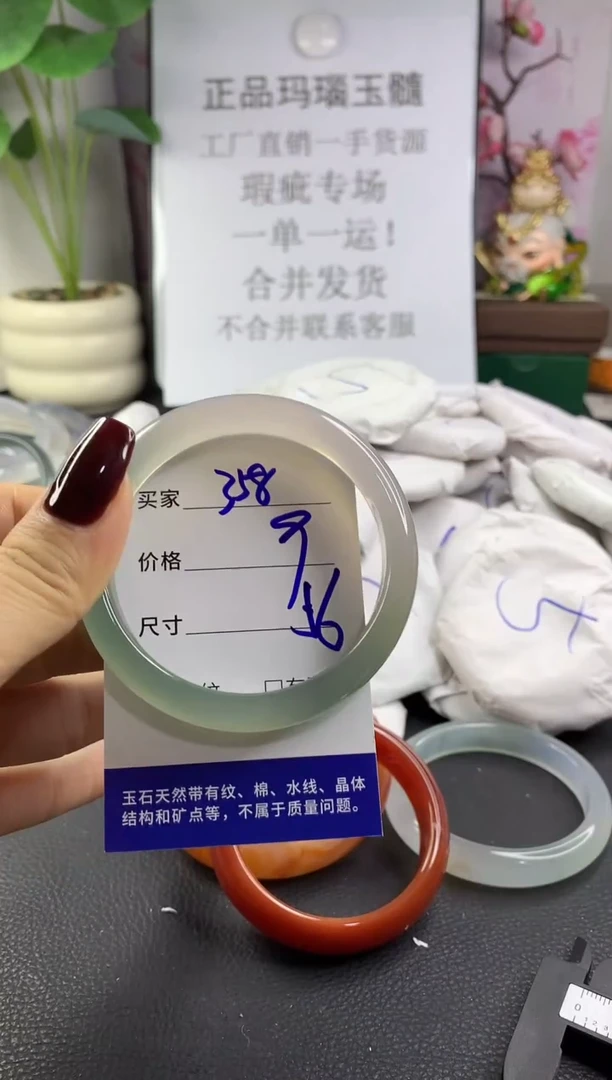 正品玛瑙玉髓
工厂直销一手货源
瑕疵专场
一单一运！
合并发货
不合并联系客服
买家 358
价格 9
尺寸 56
玉石天然带有纹、棉、水线、晶体
结构和矿点等，不属于质量问题。
0